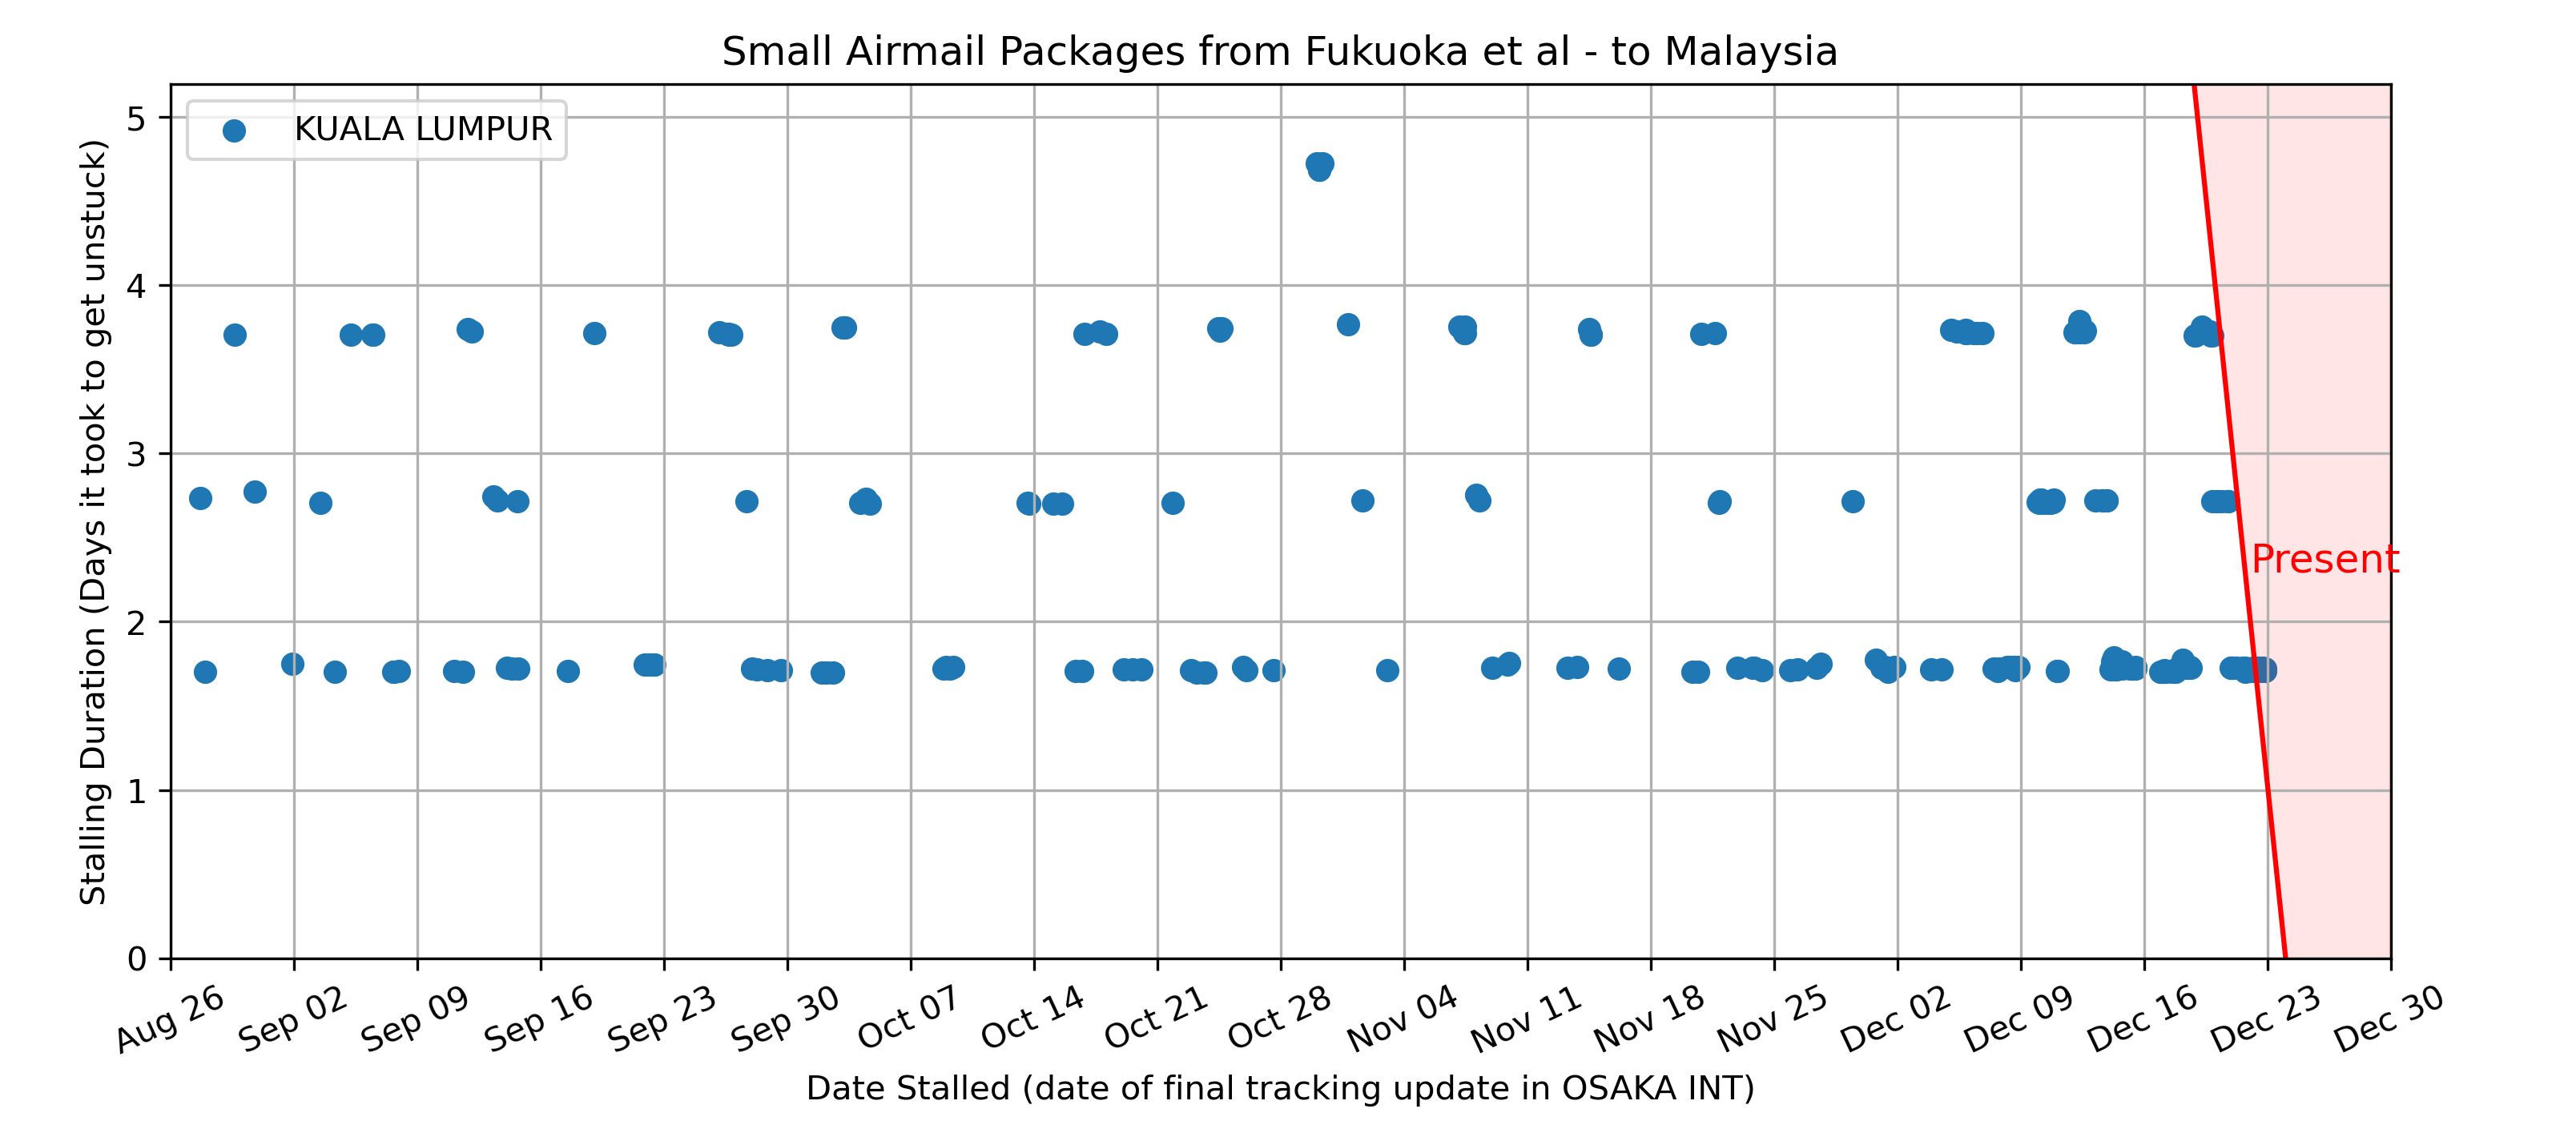 Small Airmail Packages from Fukuoka et al - to Malaysia
KUALA LUMPUR
Stalling Duration (Days it took to get unstuck)
5
4
3
2
1
0
Present
Aug 26
Sep 02
Sep 09
Sep 16
Sep 23
Sep 30
Oct 07
Oct 14
Oct 21
Oct 28
Nov 04
Nov 11
Nov 18
Nov 25
Dec 02
Dec 09
Dec 16
Dec 23
Dec 30
Date Stalled (date of final tracking update in OSAKA INT)